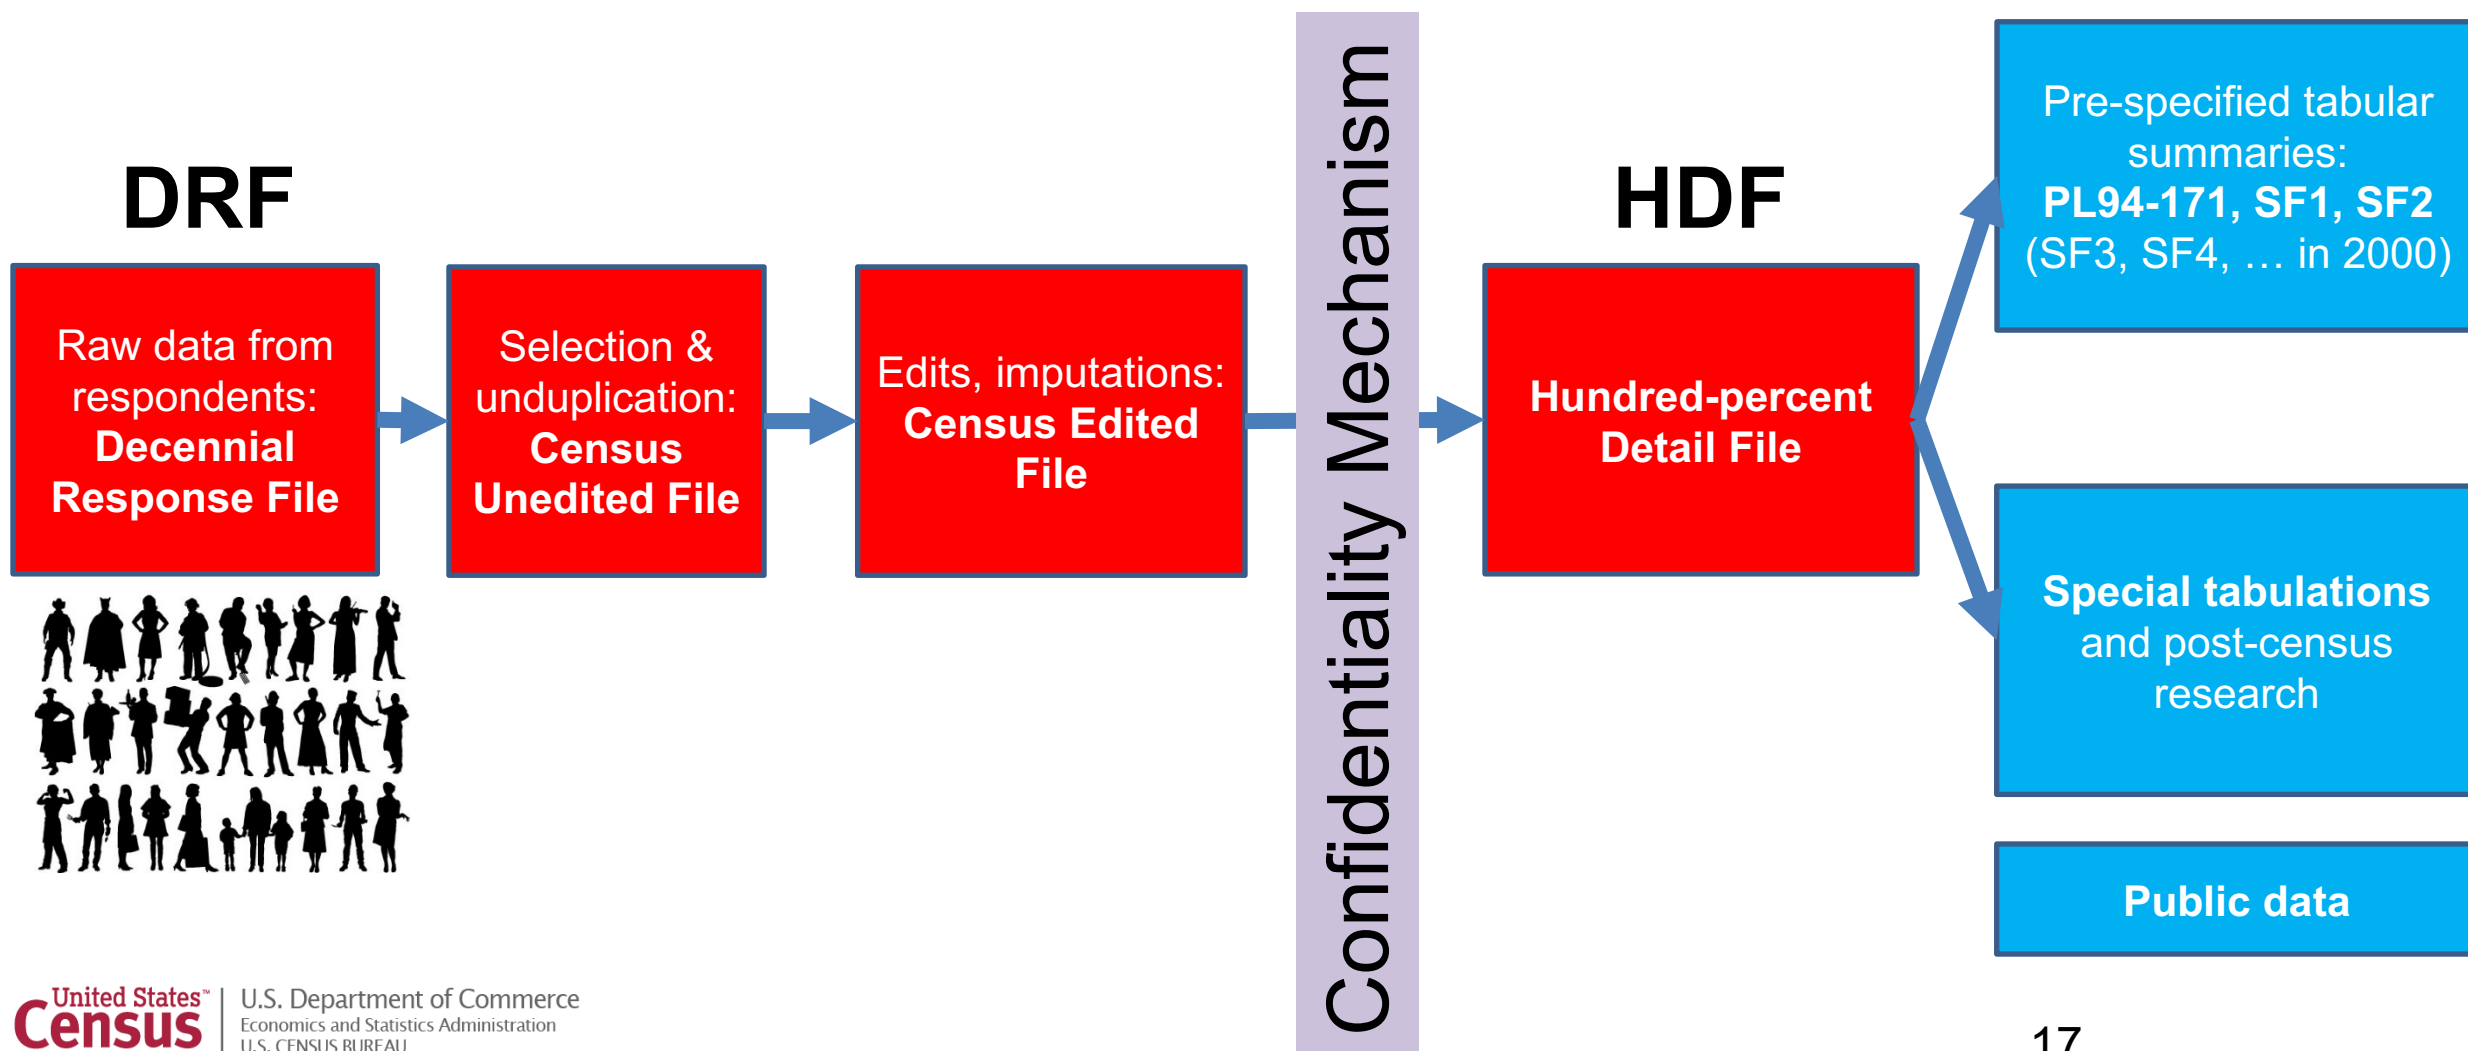 DRF
Raw data from
respondents:
Decennial
Response File
Selection &
unduplication:
Census
Unedited File
Edits, imputations:
Census Edited
File
Confidentiality Mechanism
HDF
Hundred-percent
Detail File
Pre-specified tabular
summaries:
PL94-171, SF1, SF2
(SF3, SF4, … in 2000)
Special tabulations
and post-census
research
Public data
United States™
Census
U.S. Department of Commerce
Economics and Statistics Administration
U.S. CENSUS BUREAU
17